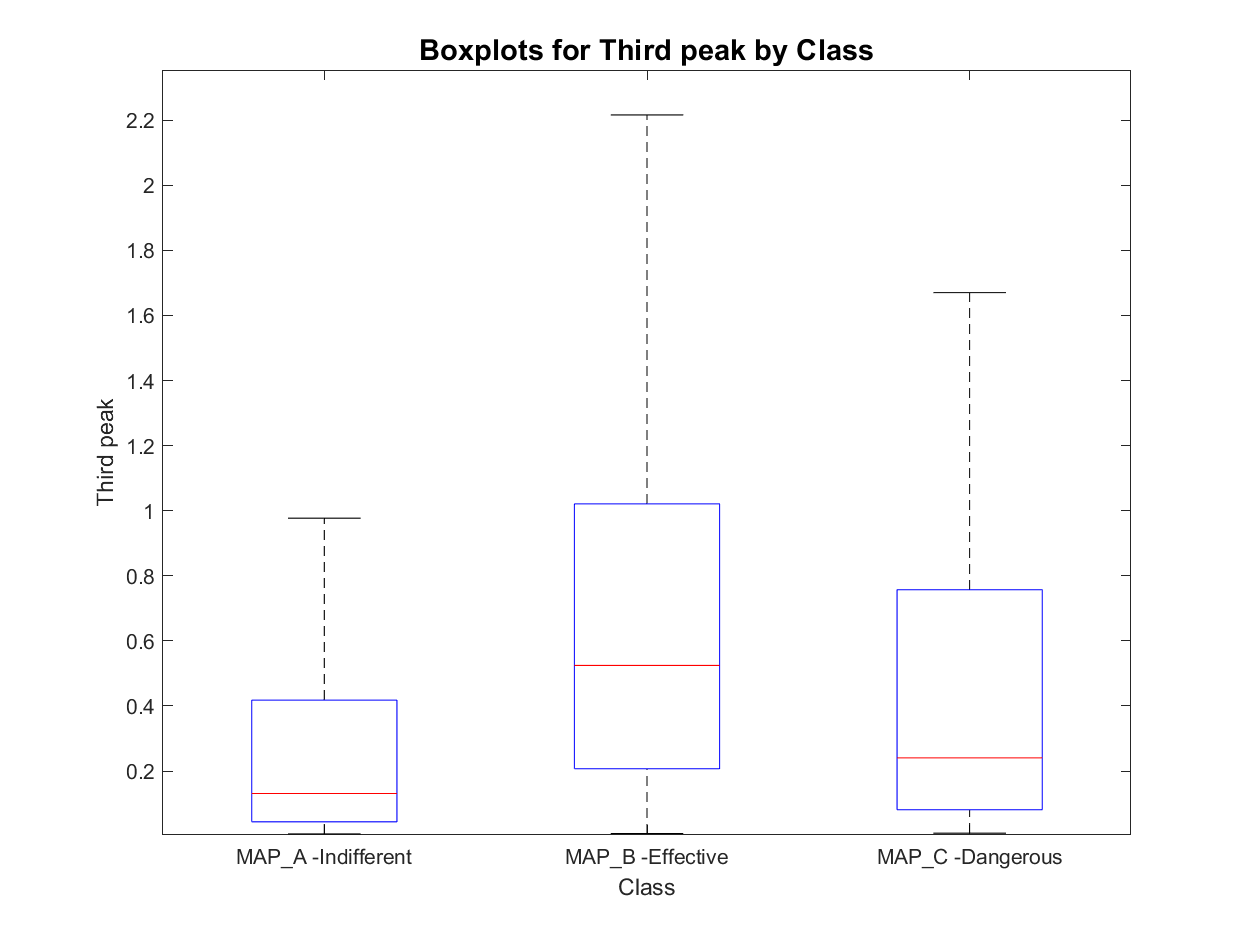 Boxplots for Third peak by Class
2.2
2
1.8
1.6
1.4
1.2
1
0.8
0.6
0.4
0.2
Third peak
MAP_A -Indifferent
MAP_B -Effective
MAP_C -Dangerous
Class